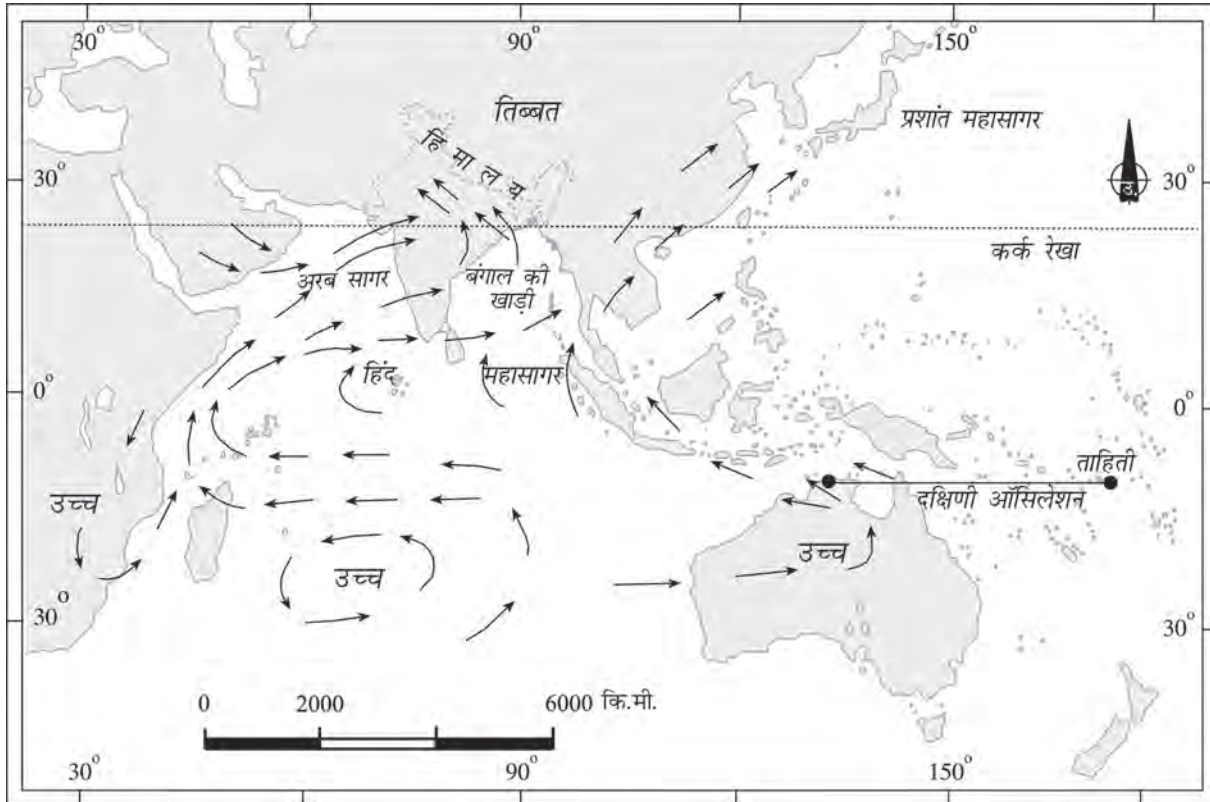 30°
90°
150°
तिब्बत
प्रशांत महासागर
हिमालय
30°
30°
उ.
कर्क रेखा
अरब सागर
बंगाल की
खाड़ी
हिंद
महासागर
0°
0°
ताहिती
उच्च
दक्षिणी ऑसिलेशन
उच्च
उच्च
30°
30°
0
2000
6000 कि.मी.
30°
90°
150°